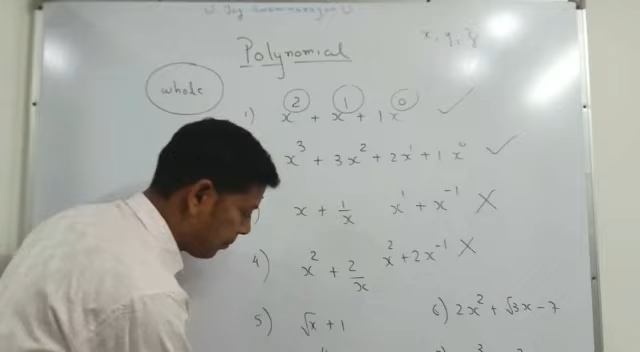 x, y, z
Polynomial
whole
1) x² + x¹ + 1x⁰ ✓
x³ + 3x² + 2x¹ + 1x⁰ ✓
) x + 1/x x¹ + x⁻¹ X
4) x² + 2/x x² + 2x⁻¹ X
5) √x + 1
6) 2x² + √3x - 7